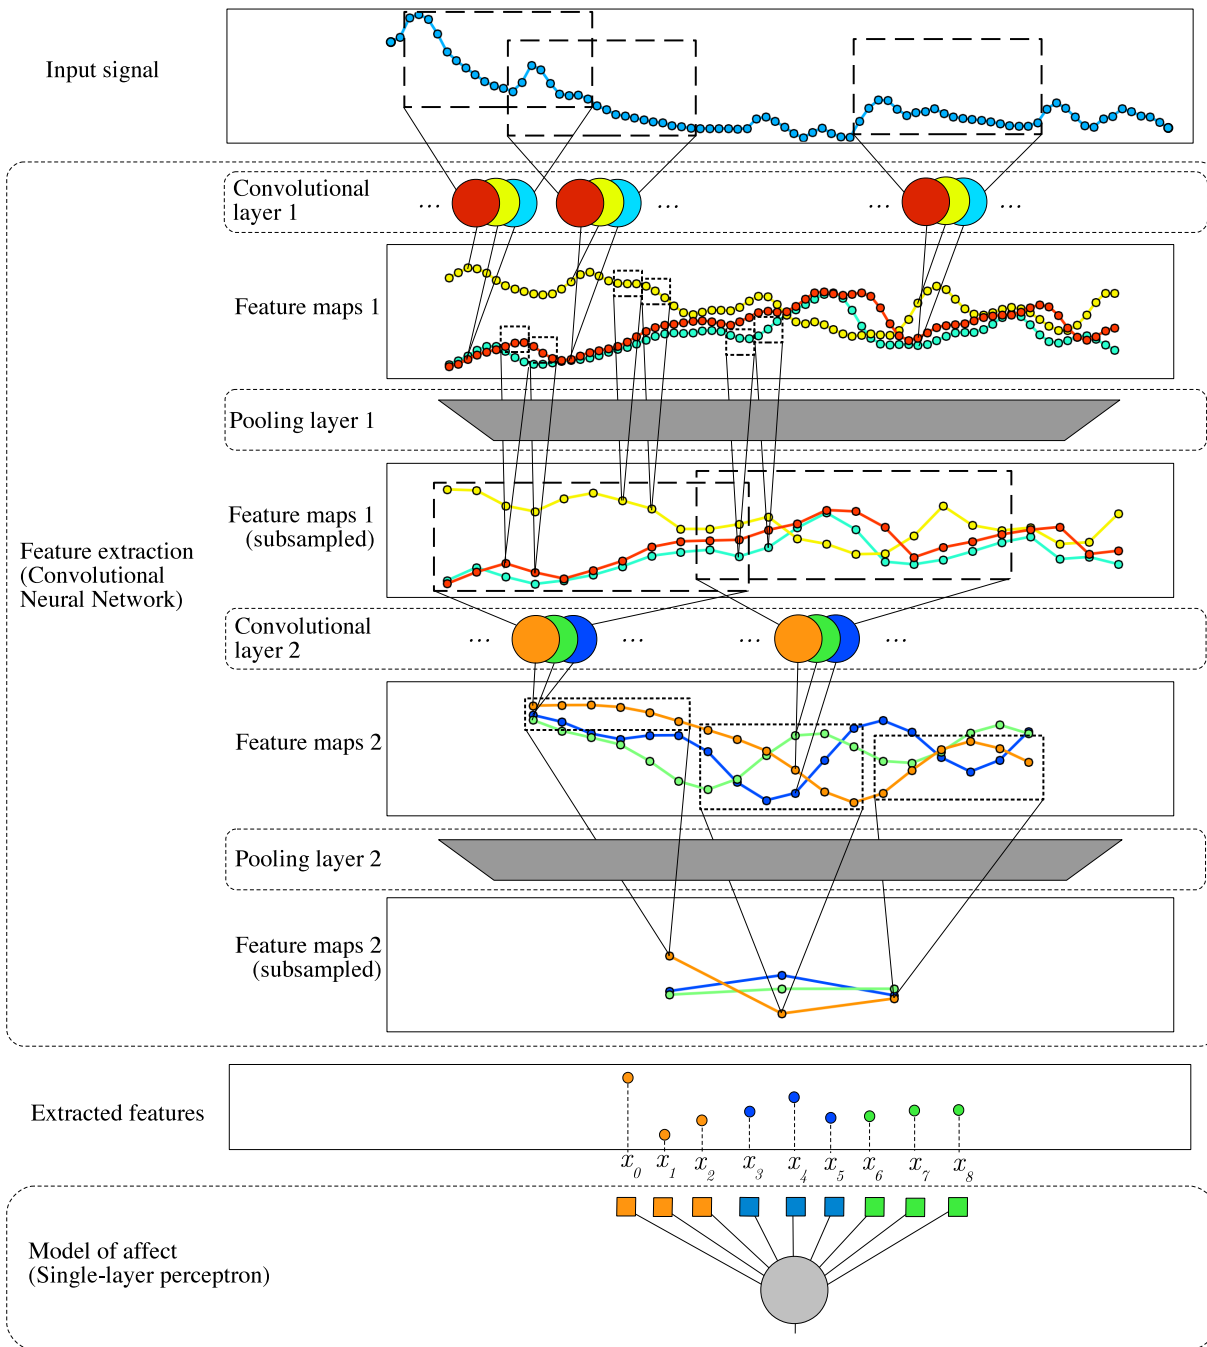 Input signal
Convolutional
layer 1
... ... ... ...
Feature maps 1
Pooling layer 1
Feature maps 1
(subsampled)
Feature extraction
(Convolutional
Neural Network)
Convolutional
layer 2
... ... ... ...
Feature maps 2
Pooling layer 2
Feature maps 2
(subsampled)
Extracted features
x0 x1 x2 x3 x4 x5 x6 x7 x8
Model of affect
(Single-layer perceptron)